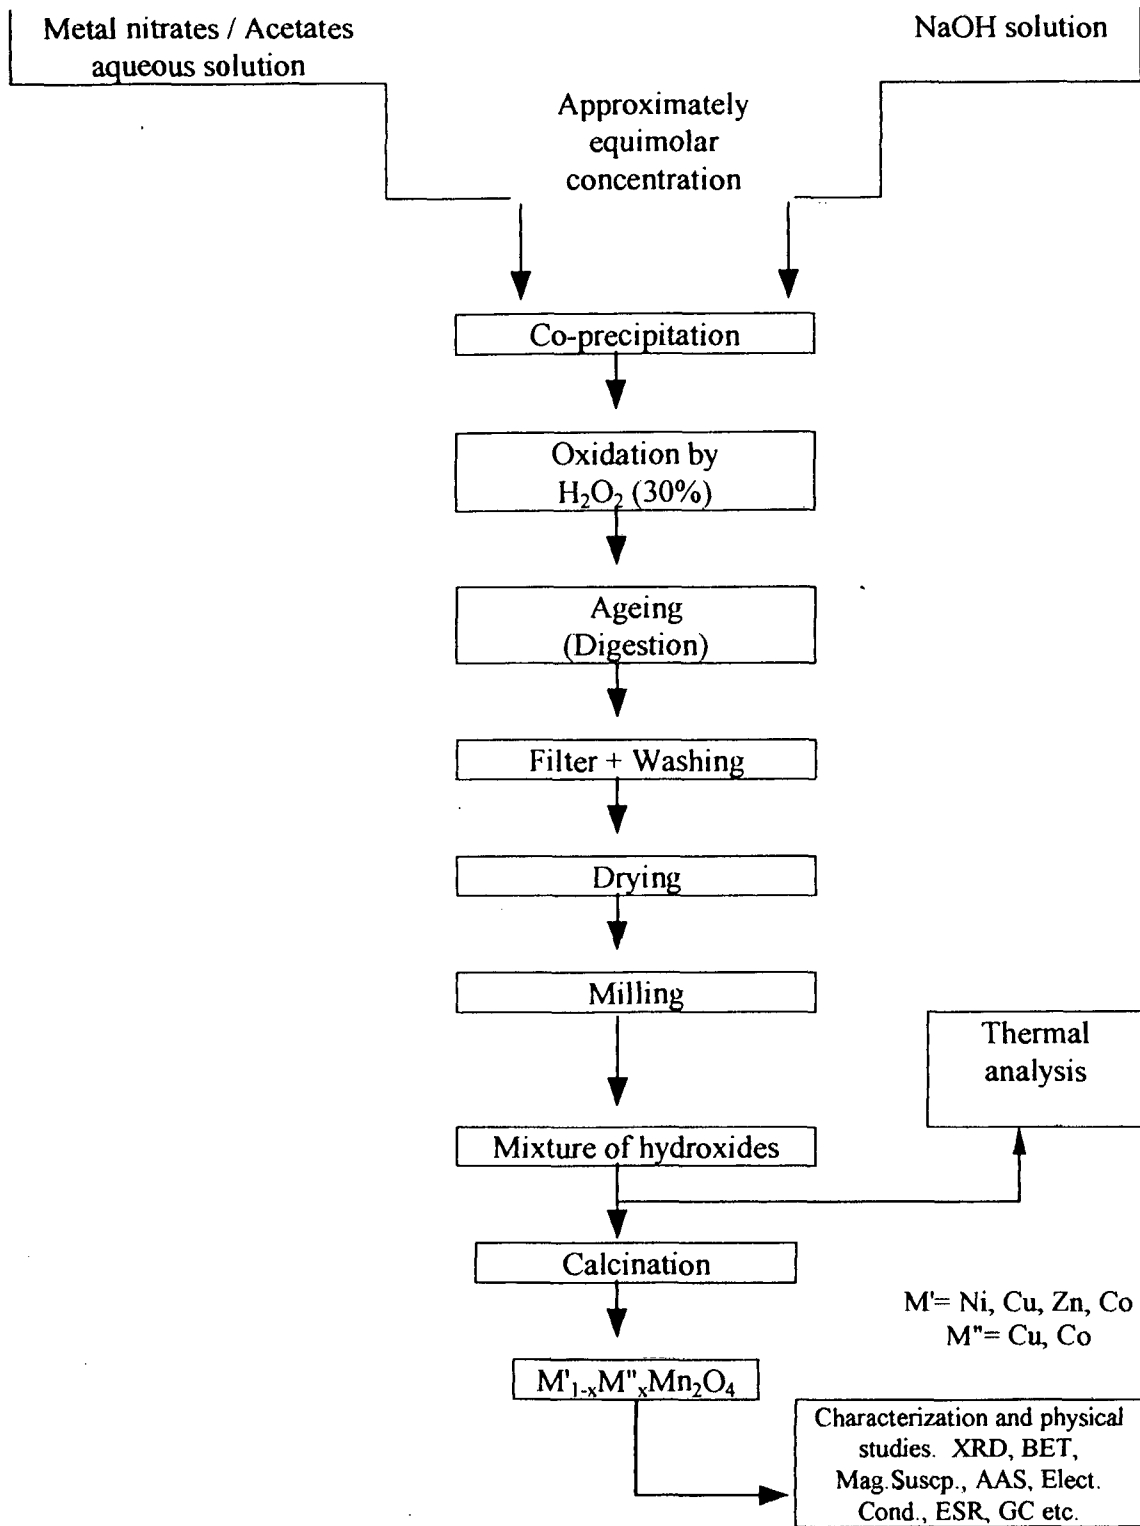 Metal nitrates / Acetates
aqueous solution
NaOH solution
Approximately
equimolar
concentration
Co-precipitation
Oxidation by
H₂O₂ (30%)
Ageing
(Digestion)
Filter + Washing
Drying
Milling
Thermal
analysis
Mixture of hydroxides
Calcination
M'= Ni, Cu, Zn, Co
M"= Cu, Co
M'₁₋ₓM"ₓMn₂O₄
Characterization and physical
studies. XRD, BET,
Mag.Suscp., AAS, Elect.
Cond., ESR, GC etc.